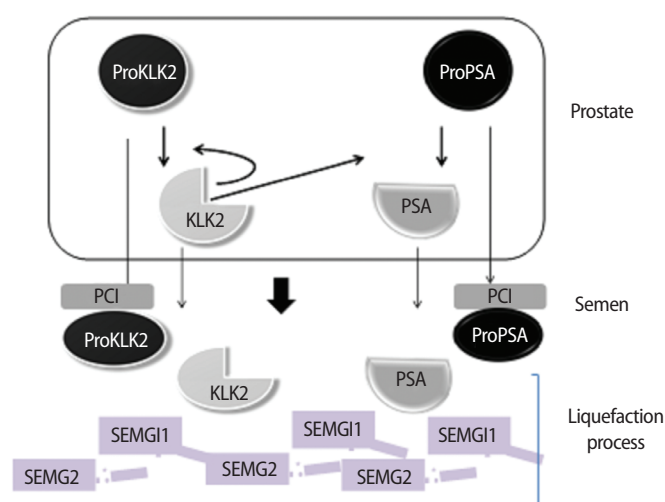 ProKLK2
ProPSA
Prostate
KLK2
PSA
PCI
PCI
Semen
ProKLK2
ProPSA
KLK2
PSA
Liquefaction
process
SEMGI1
SEMGI1
SEMGI1
SEMG2
SEMG2
SEMG2